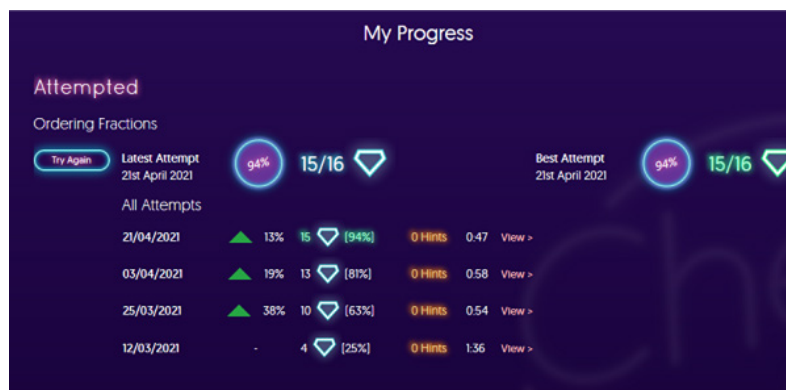 My Progress
Attempted
Ordering Fractions
Try Again Latest Attempt 94% 15/16 Best Attempt 94% 15/16
21st April 2021 21st April 2021
All Attempts
21/04/2021 13% 15 (94%) 0 Hints 0:47 View >
03/04/2021 19% 13 (81%) 0 Hints 0:58 View >
25/03/2021 38% 10 (63%) 0 Hints 0:54 View >
12/03/2021 - 4 (25%) 0 Hints 1:36 View >
Che